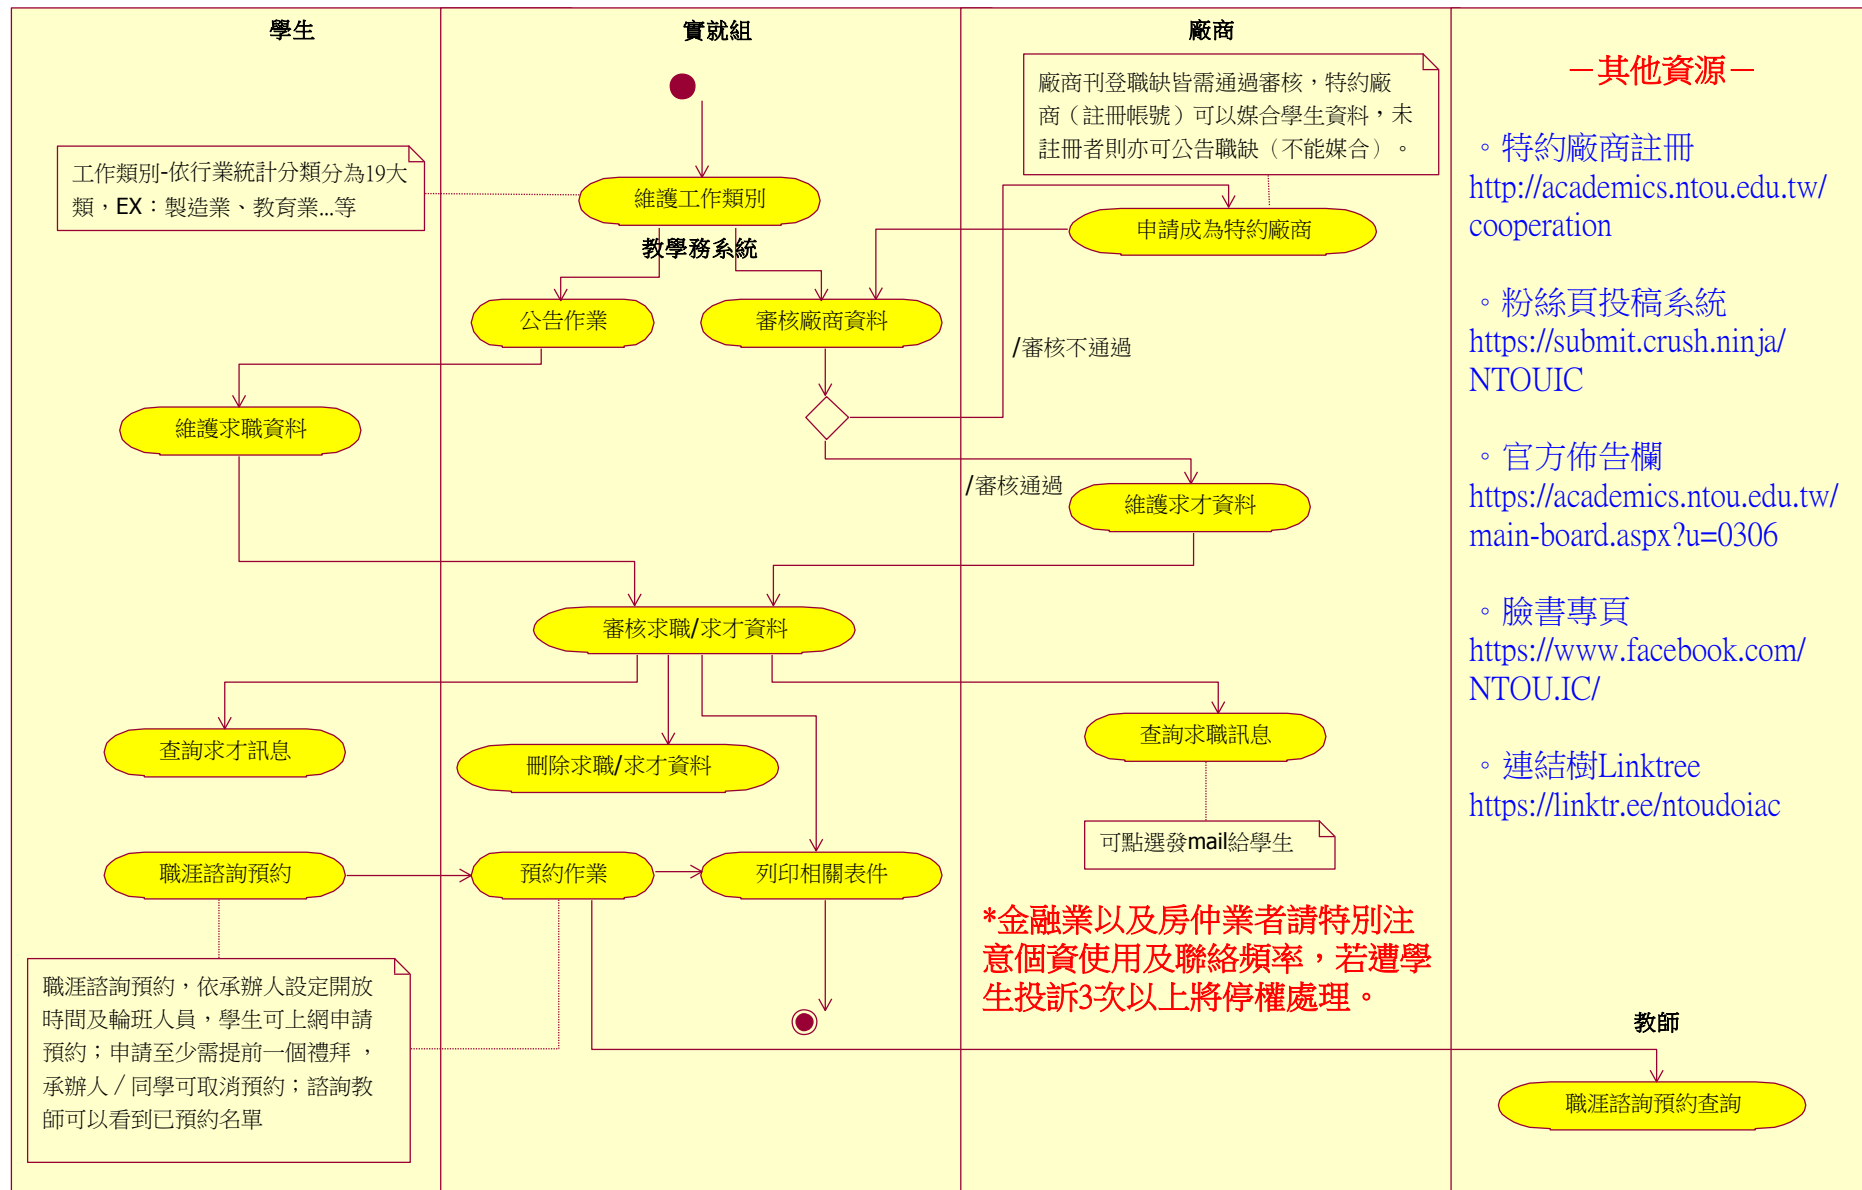 學生
實就組
廠商
廠商刊登職缺皆需通過審核，特約廠
商（註冊帳號）可以媒合學生資料，未
註冊者則亦可公告職缺（不能媒合）。
工作類別-依行業統計分類分為19大
類，EX：製造業、教育業...等
維護工作類別
教學務系統
申請成為特約廠商
公告作業
審核廠商資料
/審核不通過
維護求職資料
/審核通過
維護求才資料
審核求職/求才資料
查詢求才訊息
刪除求職/求才資料
查詢求職訊息
可點選發mail給學生
職涯諮詢預約
預約作業
列印相關表件
*金融業以及房仲業者請特別注
意個資使用及聯絡頻率，若遭學
生投訴3次以上將停權處理。
職涯諮詢預約，依承辦人設定開放
時間及輪班人員，學生可上網申請
預約；申請至少需提前一個禮拜，
承辦人／同學可取消預約；諮詢教
師可以看到已預約名單
－其他資源－
。特約廠商註冊
http://academics.ntou.edu.tw/
cooperation
。粉絲頁投稿系統
https://submit.crush.ninja/
NTOUIC
。官方佈告欄
https://academics.ntou.edu.tw/
main-board.aspx?u=0306
。臉書專頁
https://www.facebook.com/
NTOU.IC/
。連結樹Linktree
https://linktr.ee/ntoudoiac
教師
職涯諮詢預約查詢